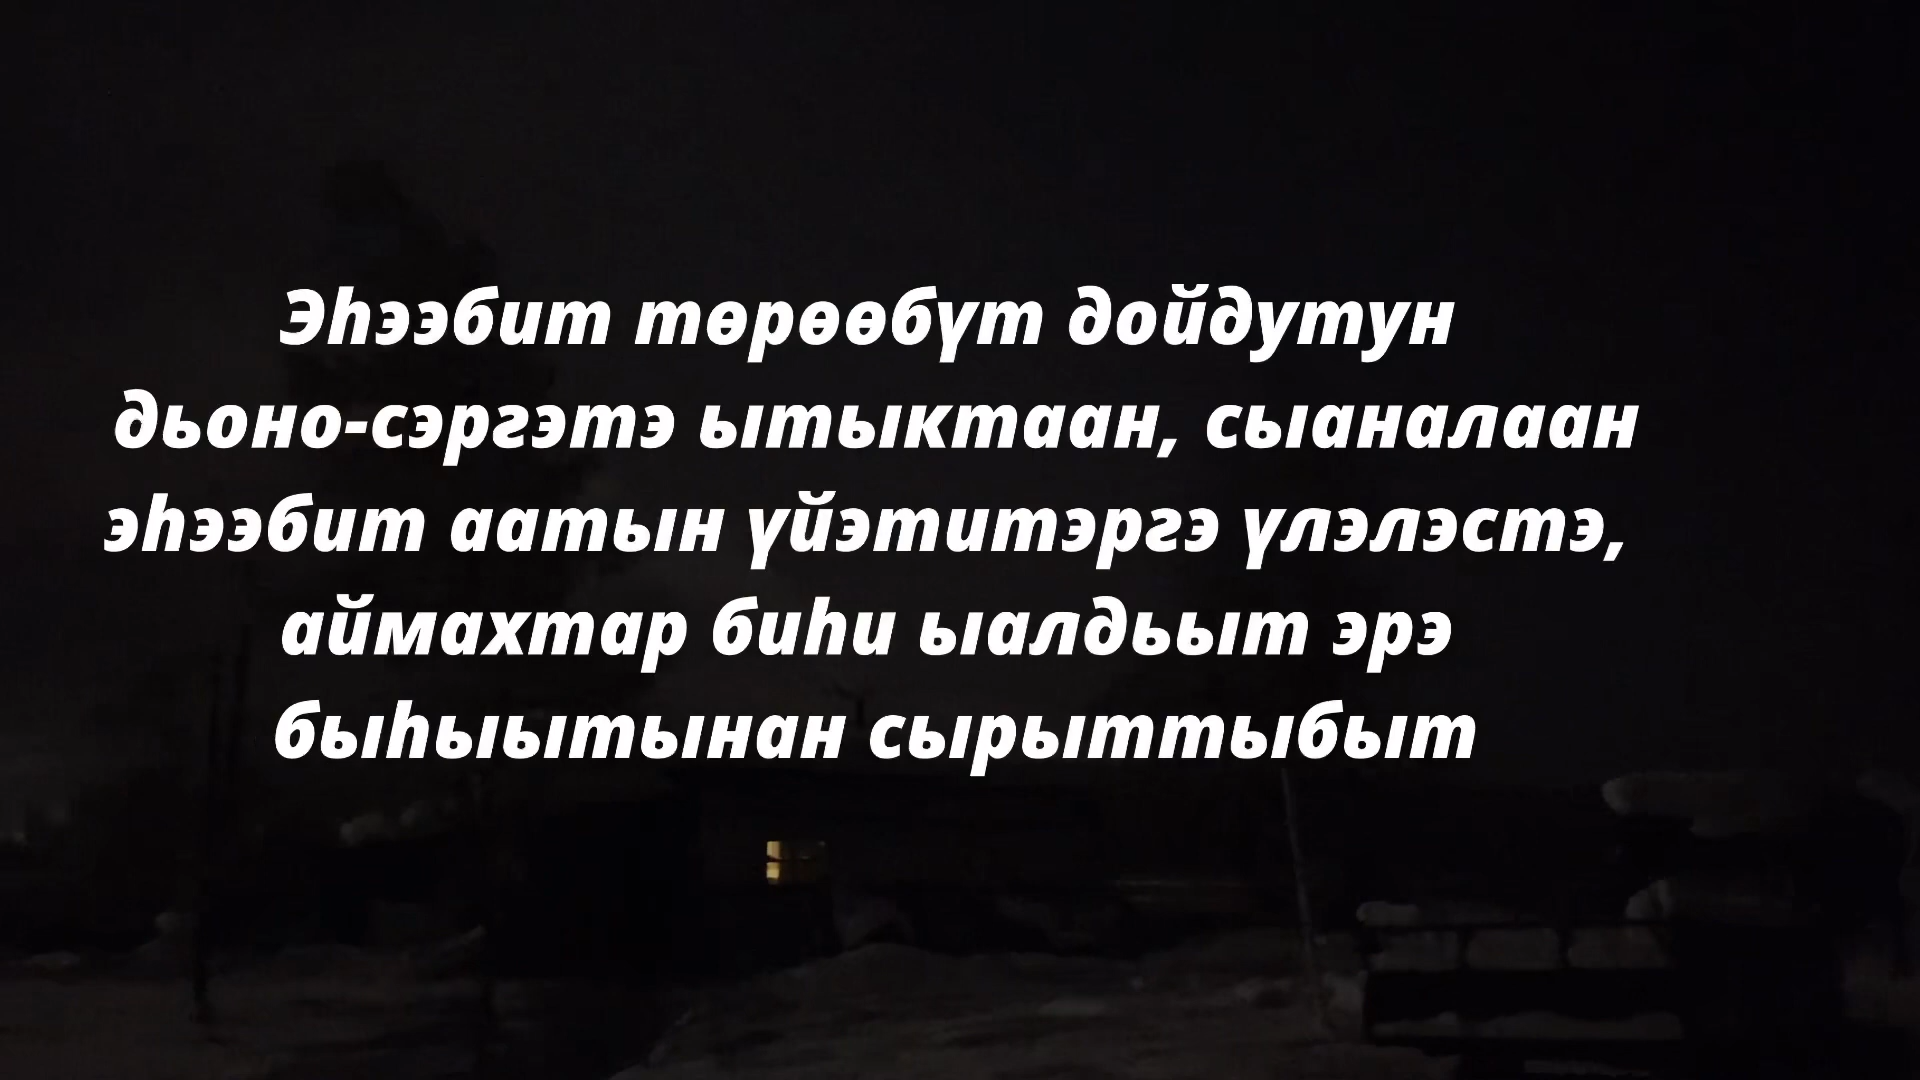 Эһээбит төрөөбүт дойдутун
дьоно-сэргэтэ ытыктаан, сыаналаан
эһээбит аатын үйэтитэргэ үлэлэстэ,
аймахтар биһи ыалдьыт эрэ
быһыытынан сырыттыбыт